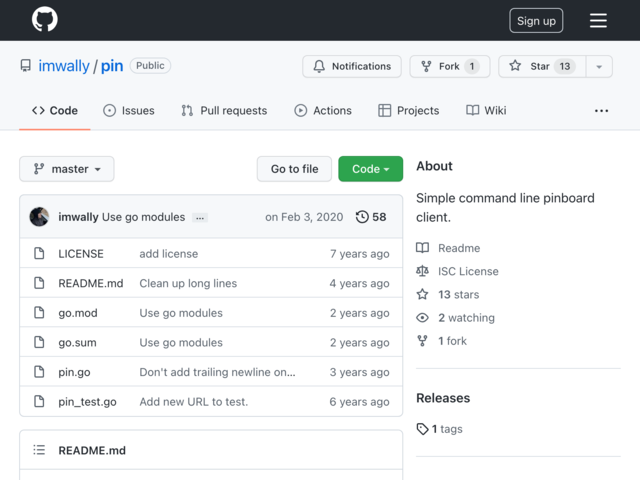 Sign up
imwally / pin Public
Notifications Fork 1 Star 13
Code Issues Pull requests Actions Projects Wiki ...
master Go to file Code
imwally Use go modules ... on Feb 3, 2020 58
LICENSE add license 7 years ago
README.md Clean up long lines 4 years ago
go.mod Use go modules 2 years ago
go.sum Use go modules 2 years ago
pin.go Don't add trailing newline on... 3 years ago
pin_test.go Add new URL to test. 6 years ago
README.md
About
Simple command line pinboard
client.
Readme
ISC License
13 stars
2 watching
1 fork
Releases
1 tags